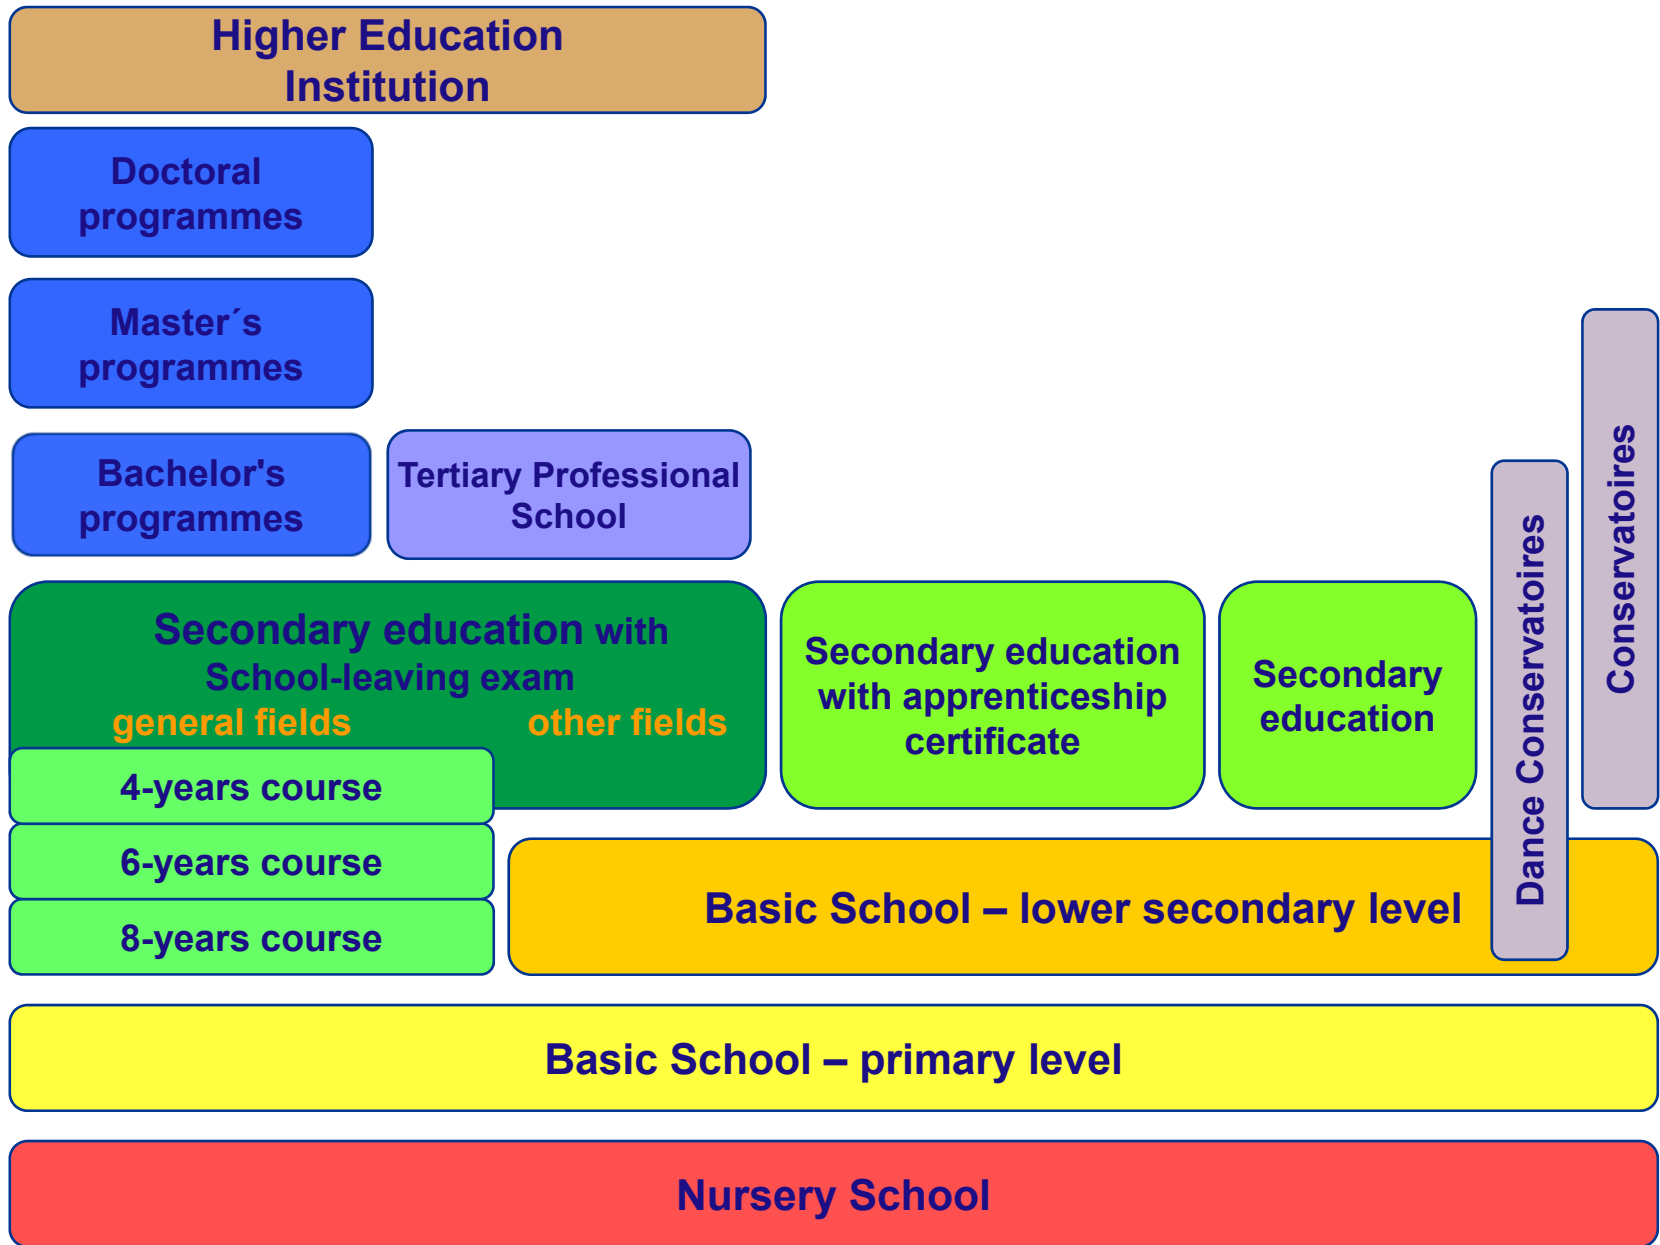 Higher Education
Institution
Doctoral
programmes
Master´s
programmes
Bachelor's
programmes
Tertiary Professional
School
Secondary education with
School-leaving exam
general fields
other fields
4-years course
6-years course
8-years course
Secondary education
with apprenticeship
certificate
Secondary
education
Dance Conservatoires
Conservatoires
Basic School – lower secondary level
Basic School – primary level
Nursery School